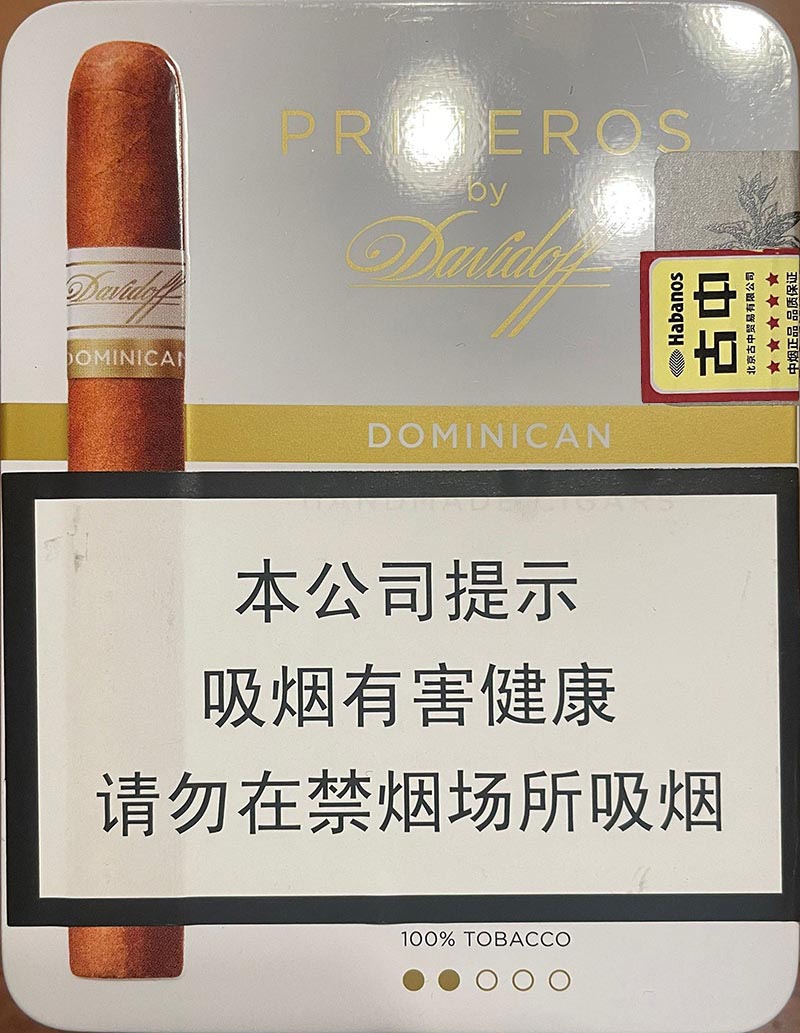 PRIMEROS
by
Davidoff
Davidoff
DOMINICAN
Habanos
古中
北京古中贸易有限公司
★★★★★
中烟正品 品质保证
DOMINICAN
HANDMADE CIGARS
本公司提示
吸烟有害健康
请勿在禁烟场所吸烟
100% TOBACCO